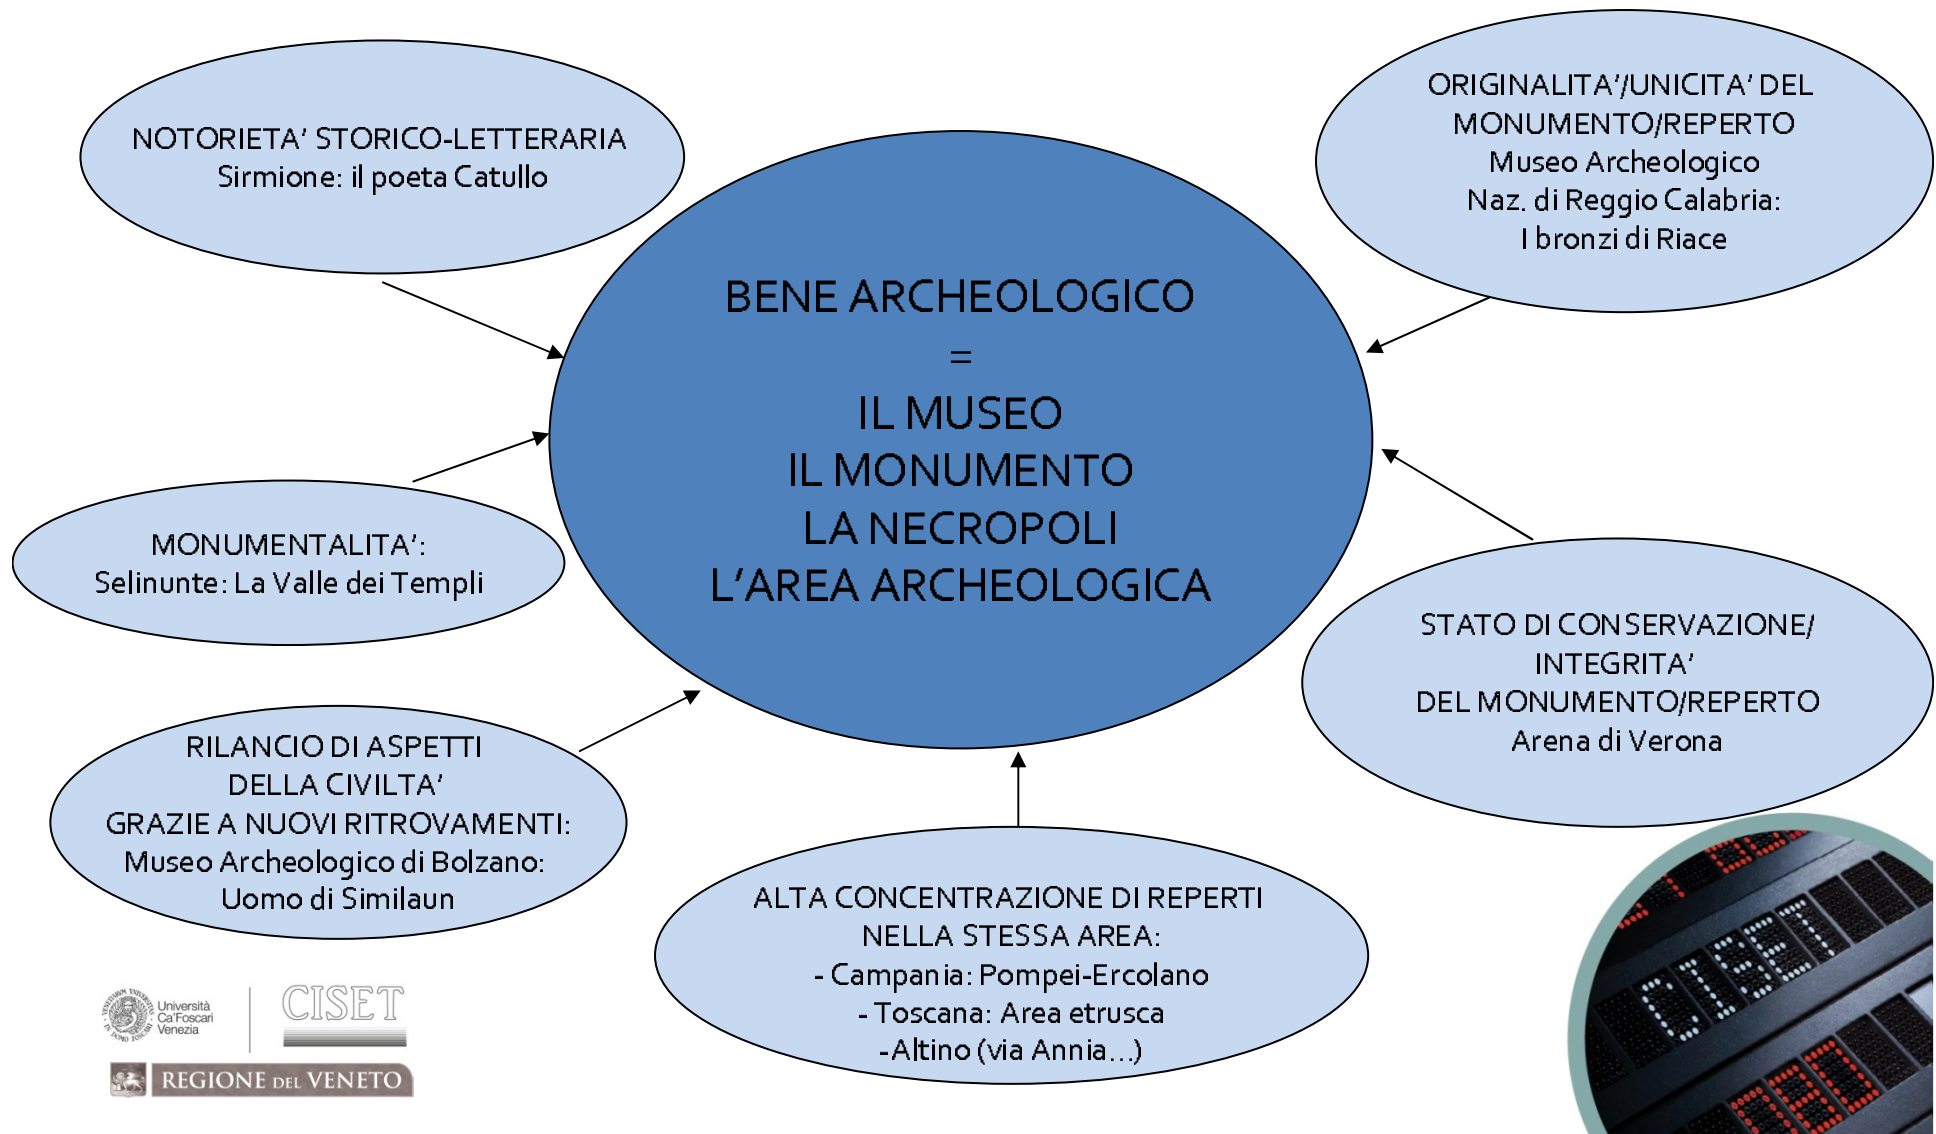 NOTORIETA’ STORICO-LETTERARIA
Sirmione: il poeta Catullo
ORIGINALITA’/UNICITA’ DEL
MONUMENTO/REPERTO
Museo Archeologico
Naz. di Reggio Calabria:
I bronzi di Riace
BENE ARCHEOLOGICO
=
IL MUSEO
IL MONUMENTO
LA NECROPOLI
L’AREA ARCHEOLOGICA
MONUMENTALITA’:
Selinunte: La Valle dei Templi
STATO DI CONSERVAZIONE/
INTEGRITA’
DEL MONUMENTO/REPERTO
Arena di Verona
RILANCIO DI ASPETTI
DELLA CIVILTA’
GRAZIE A NUOVI RITROVAMENTI:
Museo Archeologico di Bolzano:
Uomo di Similaun
ALTA CONCENTRAZIONE DI REPERTI
NELLA STESSA AREA:
- Campania: Pompei-Ercolano
- Toscana: Area etrusca
-Altino (via Annia…)
Università
Ca'Foscari
Venezia
CISET
REGIONE DEL VENETO
CISET